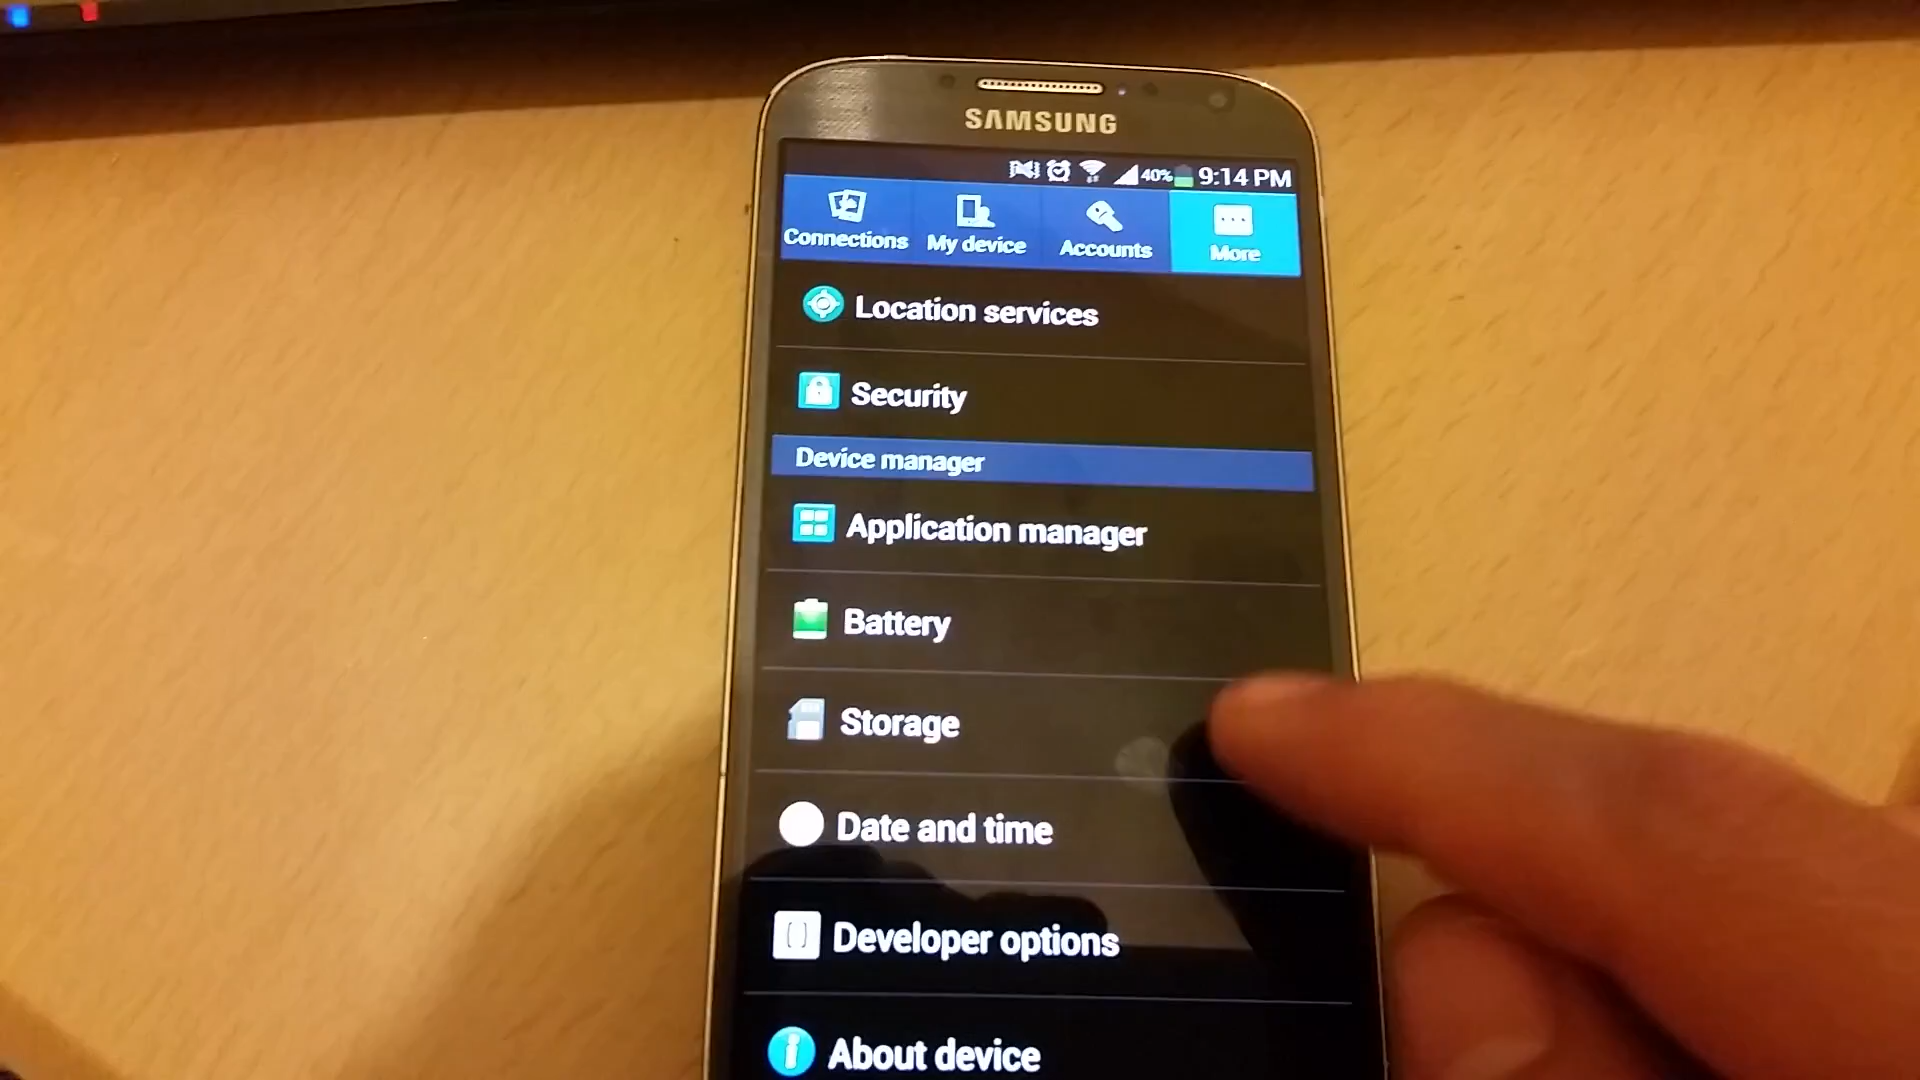 SAMSUNG
40% 9:14 PM
Connections My device Accounts More
Location services
Security
Device manager
Application manager
Battery
Storage
Date and time
Developer options
About device